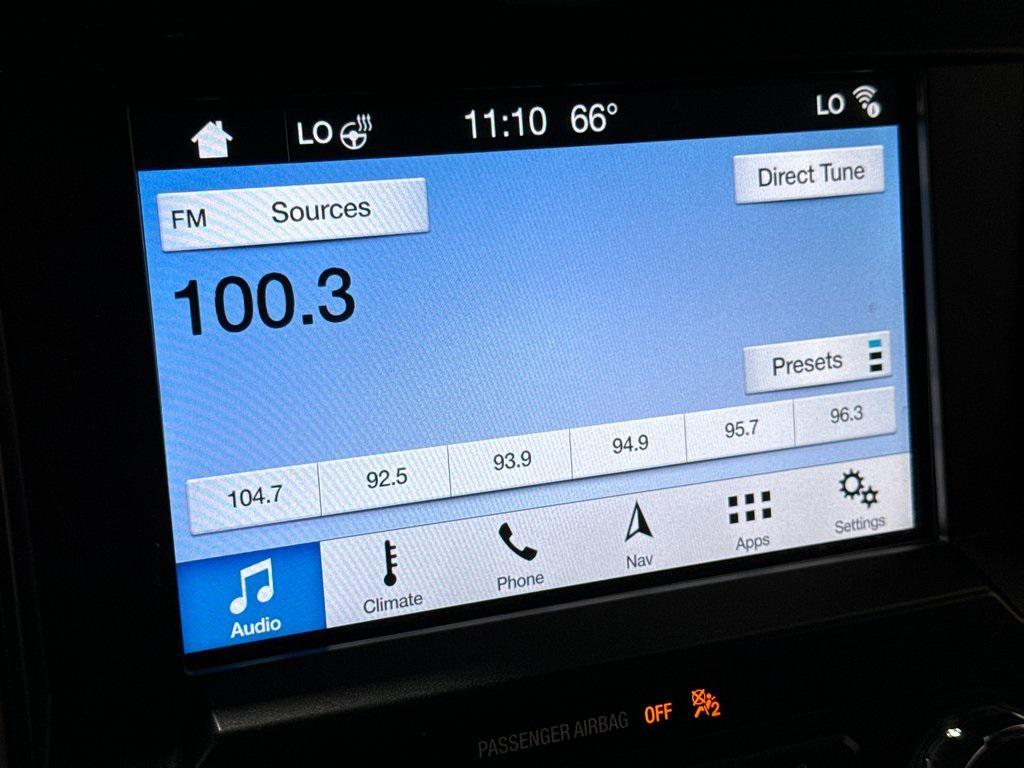 LO 11:10 66° LO
FM Sources Direct Tune
100.3
Presets
104.7 92.5 93.9 94.9 95.7 96.3
Audio Climate Phone Nav Apps Settings
PASSENGER AIRBAG OFF 2